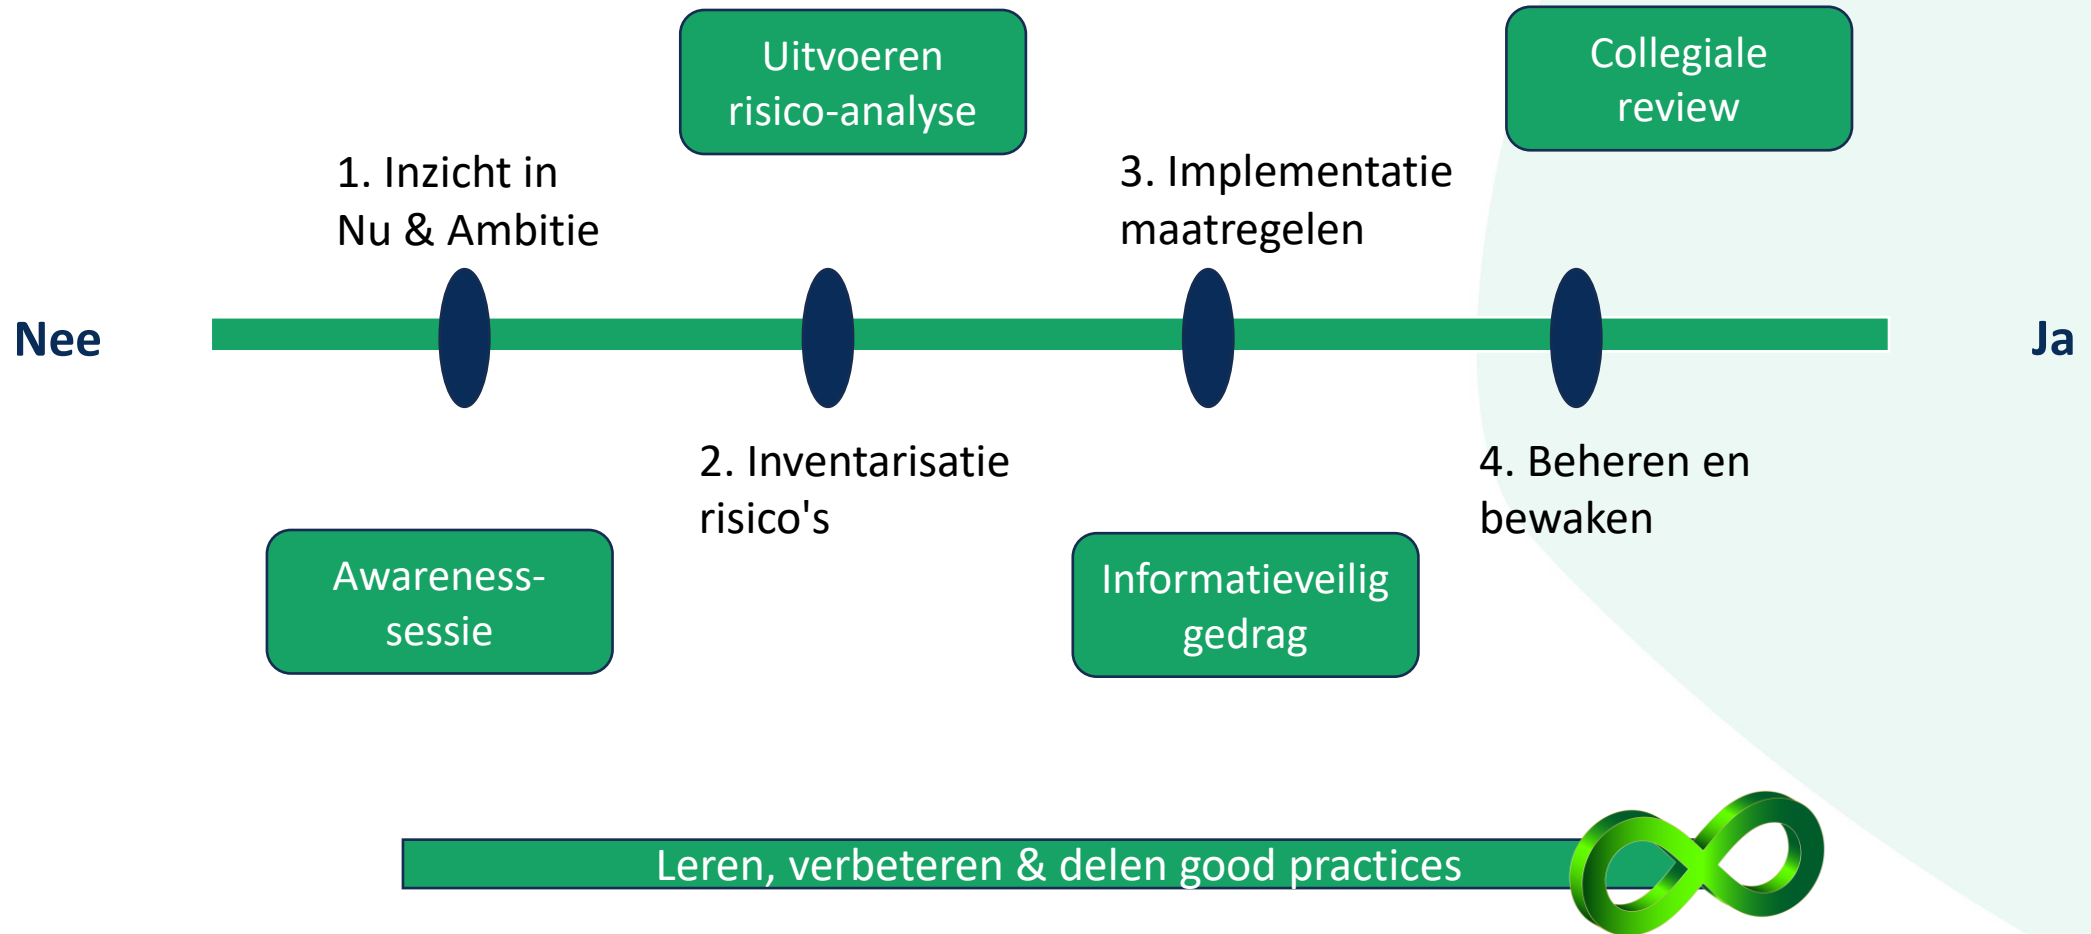 Uitvoeren
risico-analyse
Collegiale
review
1. Inzicht in
Nu & Ambitie
3. Implementatie
maatregelen
Nee
Ja
2. Inventarisatie
risico's
4. Beheren en
bewaken
Awareness-
sessie
Informatieveilig
gedrag
Leren, verbeteren & delen good practices